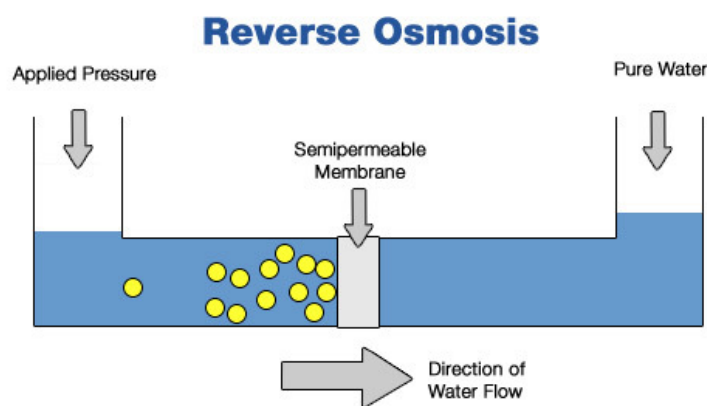 Reverse Osmosis
Applied Pressure
Pure Water
Semipermeable
Membrane
Direction of
Water Flow